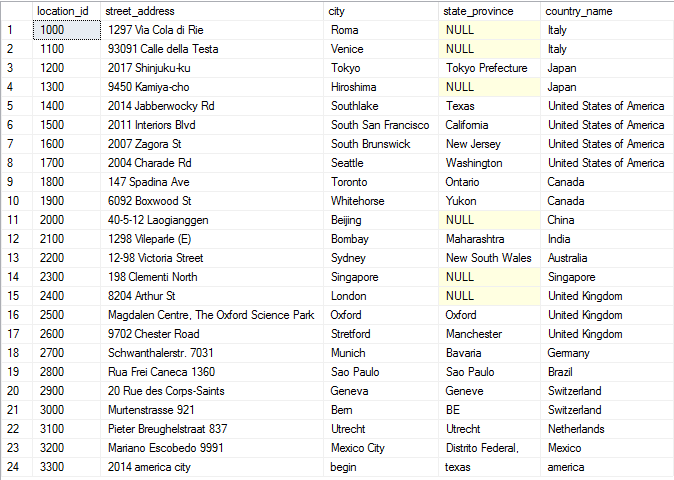 location_id street_address city state_province country_name
1 1000 1297 Via Cola di Rie Roma NULL Italy
2 1100 93091 Calle della Testa Venice NULL Italy
3 1200 2017 Shinjuku-ku Tokyo Tokyo Prefecture Japan
4 1300 9450 Kamiya-cho Hiroshima NULL Japan
5 1400 2014 Jabberwocky Rd Southlake Texas United States of America
6 1500 2011 Interiors Blvd South San Francisco California United States of America
7 1600 2007 Zagora St South Brunswick New Jersey United States of America
8 1700 2004 Charade Rd Seattle Washington United States of America
9 1800 147 Spadina Ave Toronto Ontario Canada
10 1900 6092 Boxwood St Whitehorse Yukon Canada
11 2000 40-5-12 Laogianggen Beijing NULL China
12 2100 1298 Vileparle (E) Bombay Maharashtra India
13 2200 12-98 Victoria Street Sydney New South Wales Australia
14 2300 198 Clementi North Singapore NULL Singapore
15 2400 8204 Arthur St London NULL United Kingdom
16 2500 Magdalen Centre, The Oxford Science Park Oxford Oxford United Kingdom
17 2600 9702 Chester Road Stretford Manchester United Kingdom
18 2700 Schwanthalerstr. 7031 Munich Bavaria Germany
19 2800 Rua Frei Caneca 1360 Sao Paulo Sao Paulo Brazil
20 2900 20 Rue des Corps-Saints Geneva Geneve Switzerland
21 3000 Murtenstrasse 921 Bern BE Switzerland
22 3100 Pieter Breughelstraat 837 Utrecht Utrecht Netherlands
23 3200 Mariano Escobedo 9991 Mexico City Distrito Federal, Mexico
24 3300 2014 america city begin texas america